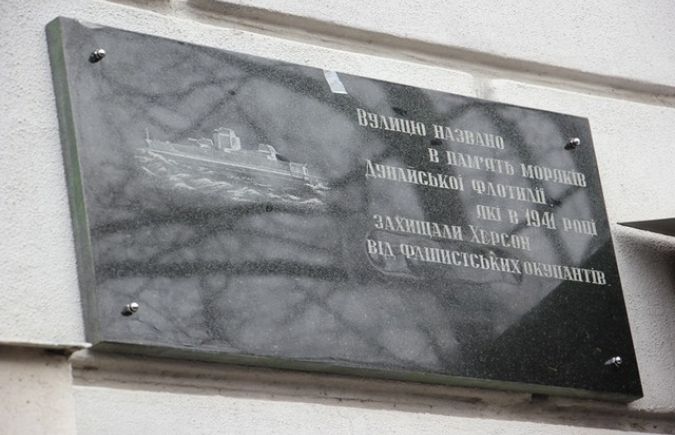 Вулицю названо
в пам'ять моряків
Дунайської флотилії,
які в 1941 році
захищали Херсон
від фашистських окупантів.